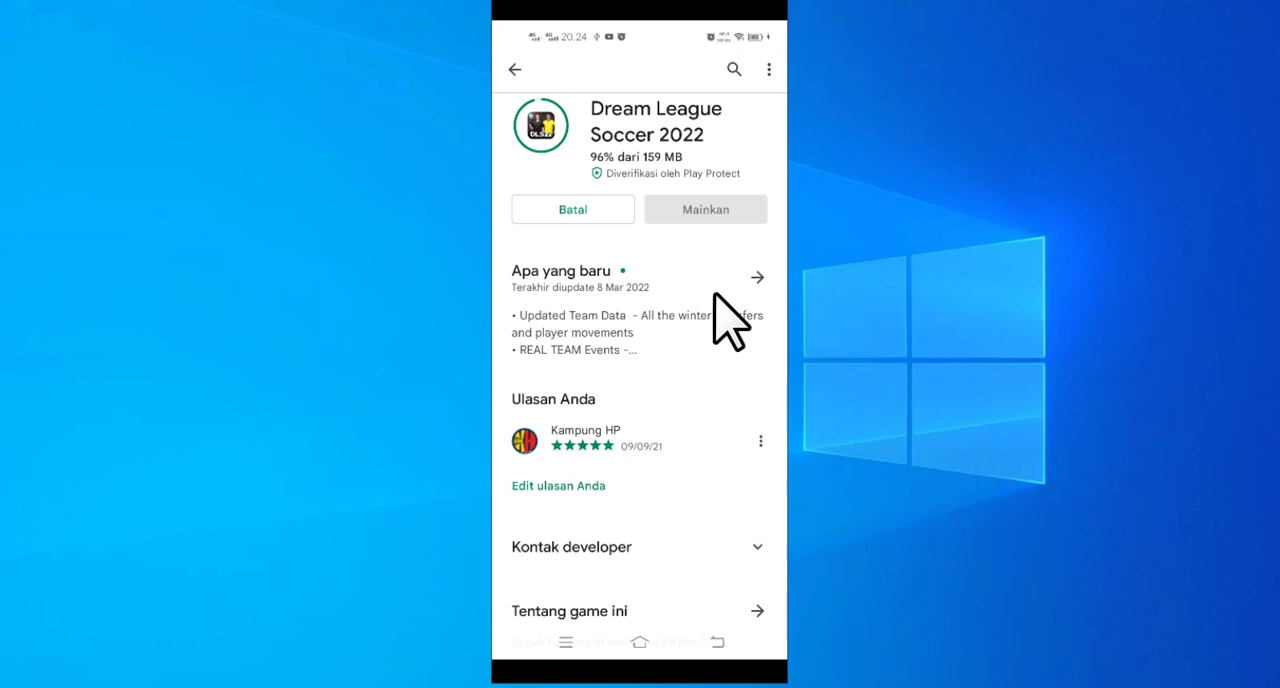 20.24
Dream League
Soccer 2022
96% dari 159 MB
Diverifikasi oleh Play Protect
Batal
Mainkan
Apa yang baru
Terakhir diupdate 8 Mar 2022
• Updated Team Data - All the winter
and player movements
• REAL TEAM Events -...
Ulasan Anda
Kampung HP
09/09/21
Edit ulasan Anda
Kontak developer
Tentang game ini